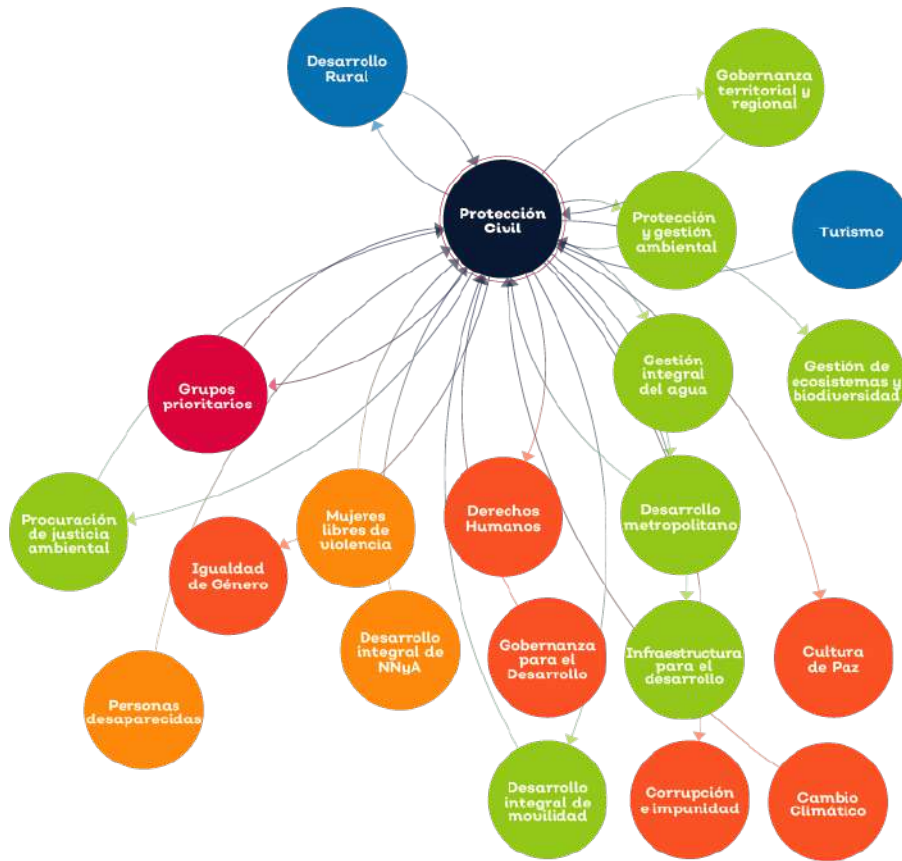 Desarrollo
Rural
Gobernanza
territorial y
regional
Protección
Civil
Protección
y gestión
ambiental
Turismo
Grupos
prioritarios
Gestión
integral
del agua
Gestión de
ecosistemas y
biodiversidad
Procuración
de justicia
ambiental
Mujeres
libres de
violencia
Derechos
Humanos
Desarrollo
metropolitano
Igualdad
de Género
Desarrollo
integral de
NNyA
Gobernanza
para el
Desarrollo
Infraestructura
para el
desarrollo
Cultura
de Paz
Personas
desaparecidas
Desarrollo
integral de
movilidad
Corrupción
e impunidad
Cambio
Climático